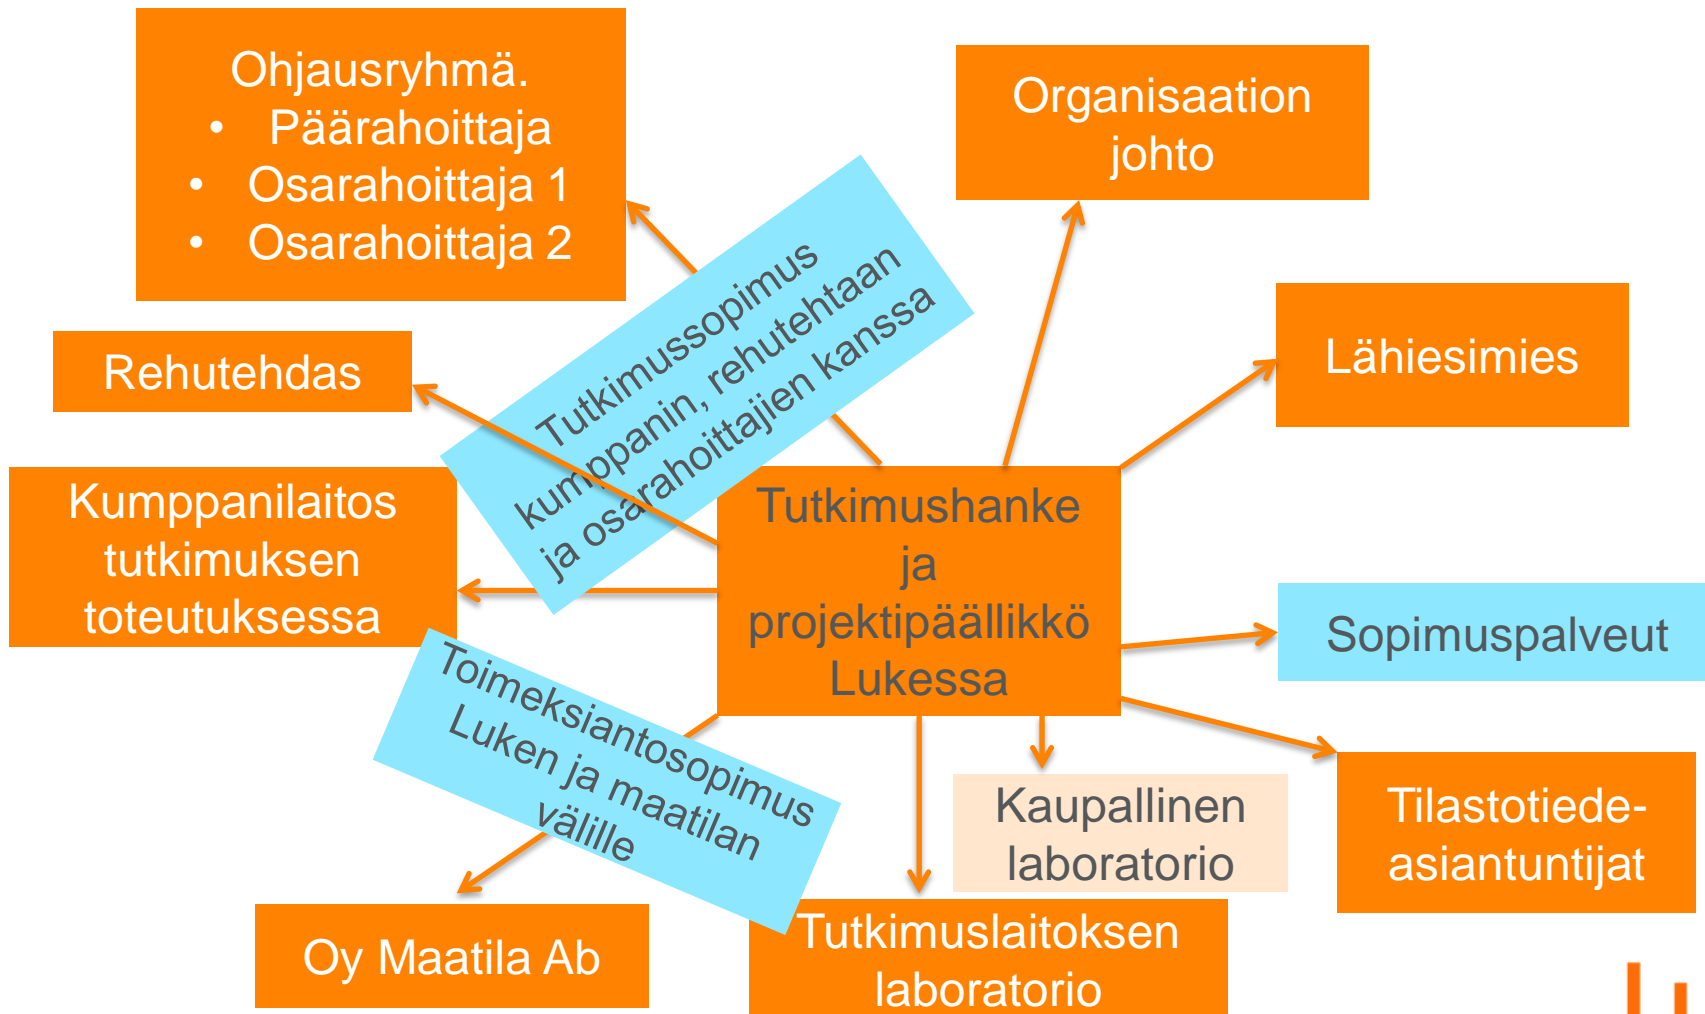 Ohjausryhmä.
• Päärahoittaja
• Osarahoittaja 1
• Osarahoittaja 2
Organisaation
johto
Tutkimussopimus
kumppanin, rehutehtaan
ja osarahoittajien kanssa
Rehutehdas
Lähiesimies
Kumppanilaitos
tutkimuksen
toteutuksessa
Tutkimushanke
ja
projektipäällikkö
Lukessa
Sopimuspalveut
Toimeksiantosopimus
Luken ja maatilan
välille
Kaupallinen
laboratorio
Tilastotiede-
asiantuntijat
Oy Maatila Ab
Tutkimuslaitoksen
laboratorio